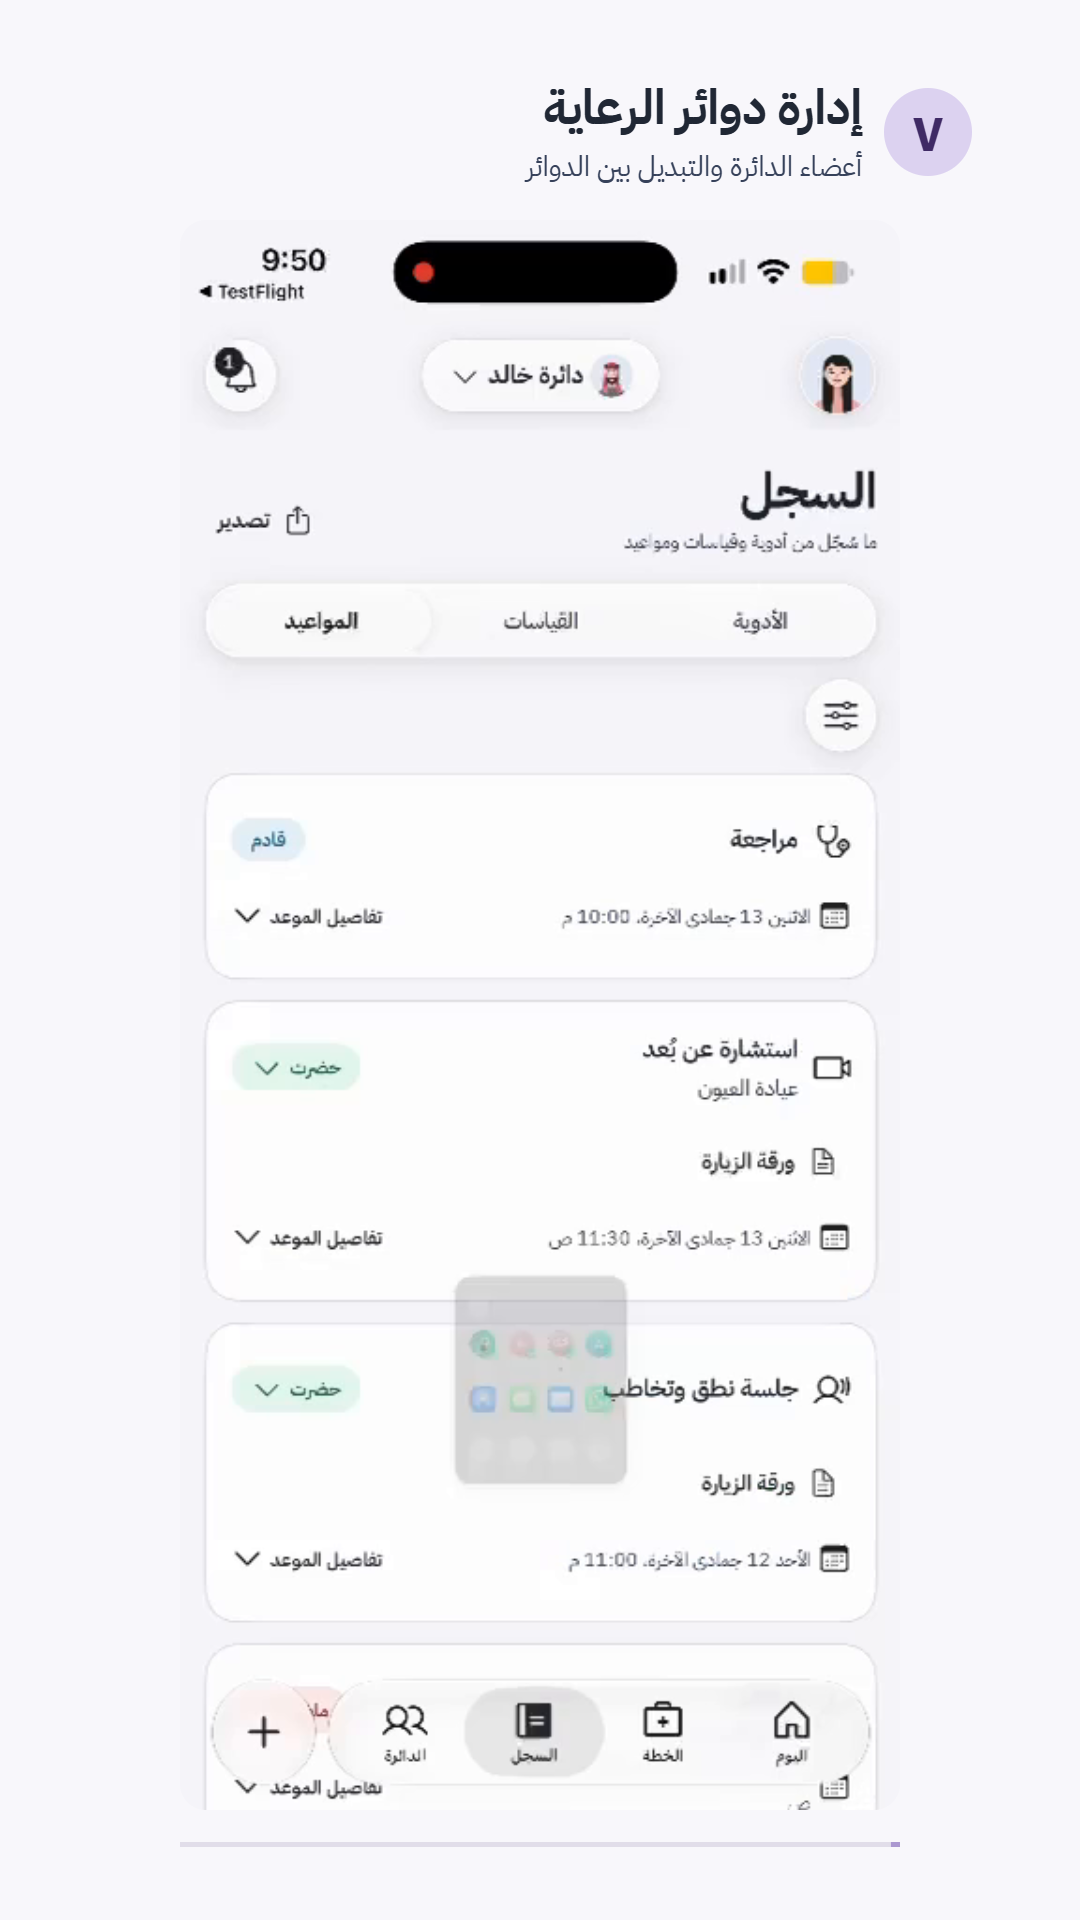 ٧
إدارة دوائر الرعاية
أعضاء الدائرة والتبديل بين الدوائر
9:50
◀ TestFlight
دائرة خالد
1
السجل
ما سُجّل من أدوية وقياسات ومواعيد
تصدير
الأدوية
القياسات
المواعيد
مراجعة
قادم
الاثنين 13 جمادى الآخرة، 10:00 م
تفاصيل الموعد
استشارة عن بُعد
حضرت
عيادة العيون
ورقة الزيارة
الاثنين 13 جمادى الآخرة، 11:30 ص
تفاصيل الموعد
جلسة نطق وتخاطب
حضرت
ورقة الزيارة
الأحد 12 جمادى الآخرة، 11:00 م
تفاصيل الموعد
اليوم
الخطة
السجل
الدائرة
تفاصيل الموعد
ص